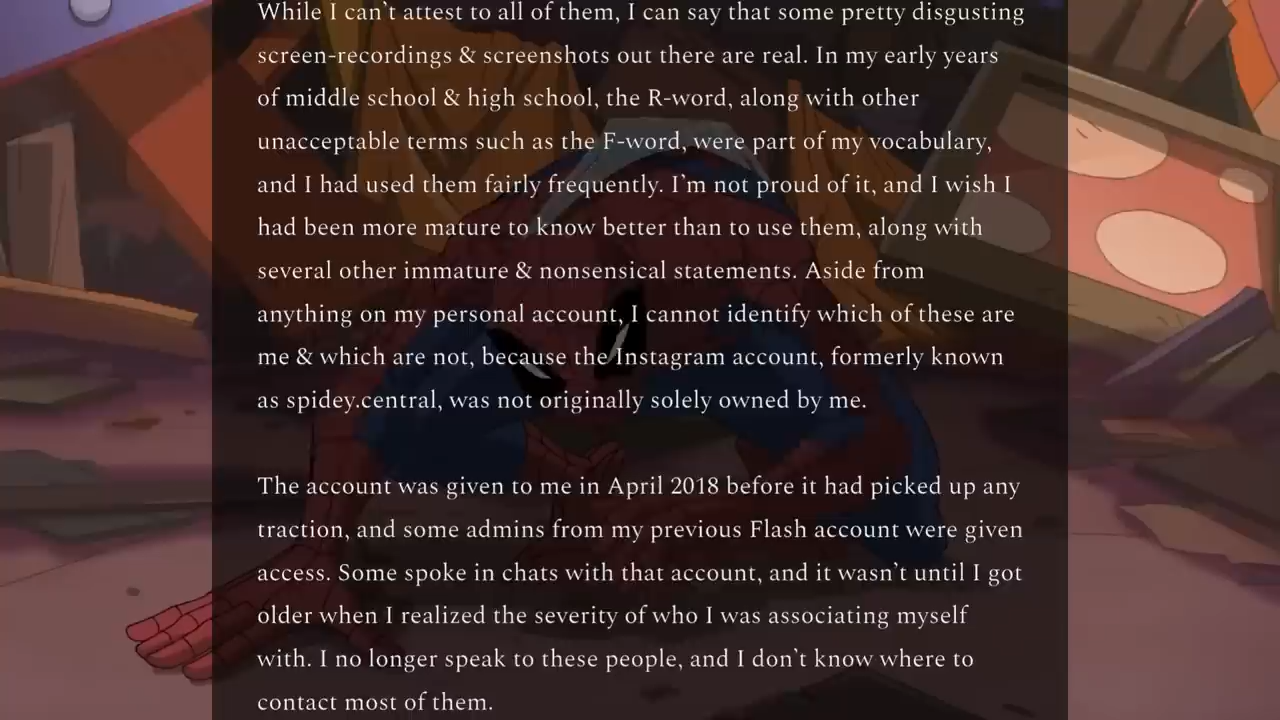 While I can't attest to all of them, I can say that some pretty disgusting
screen-recordings & screenshots out there are real. In my early years
of middle school & high school, the R-word, along with other
unacceptable terms such as the F-word, were part of my vocabulary,
and I had used them fairly frequently. I'm not proud of it, and I wish I
had been more mature to know better than to use them, along with
several other immature & nonsensical statements. Aside from
anything on my personal account, I cannot identify which of these are
me & which are not, because the Instagram account, formerly known
as spidey.central, was not originally solely owned by me.
The account was given to me in April 2018 before it had picked up any
traction, and some admins from my previous Flash account were given
access. Some spoke in chats with that account, and it wasn't until I got
older when I realized the severity of who I was associating myself
with. I no longer speak to these people, and I don't know where to
contact most of them.